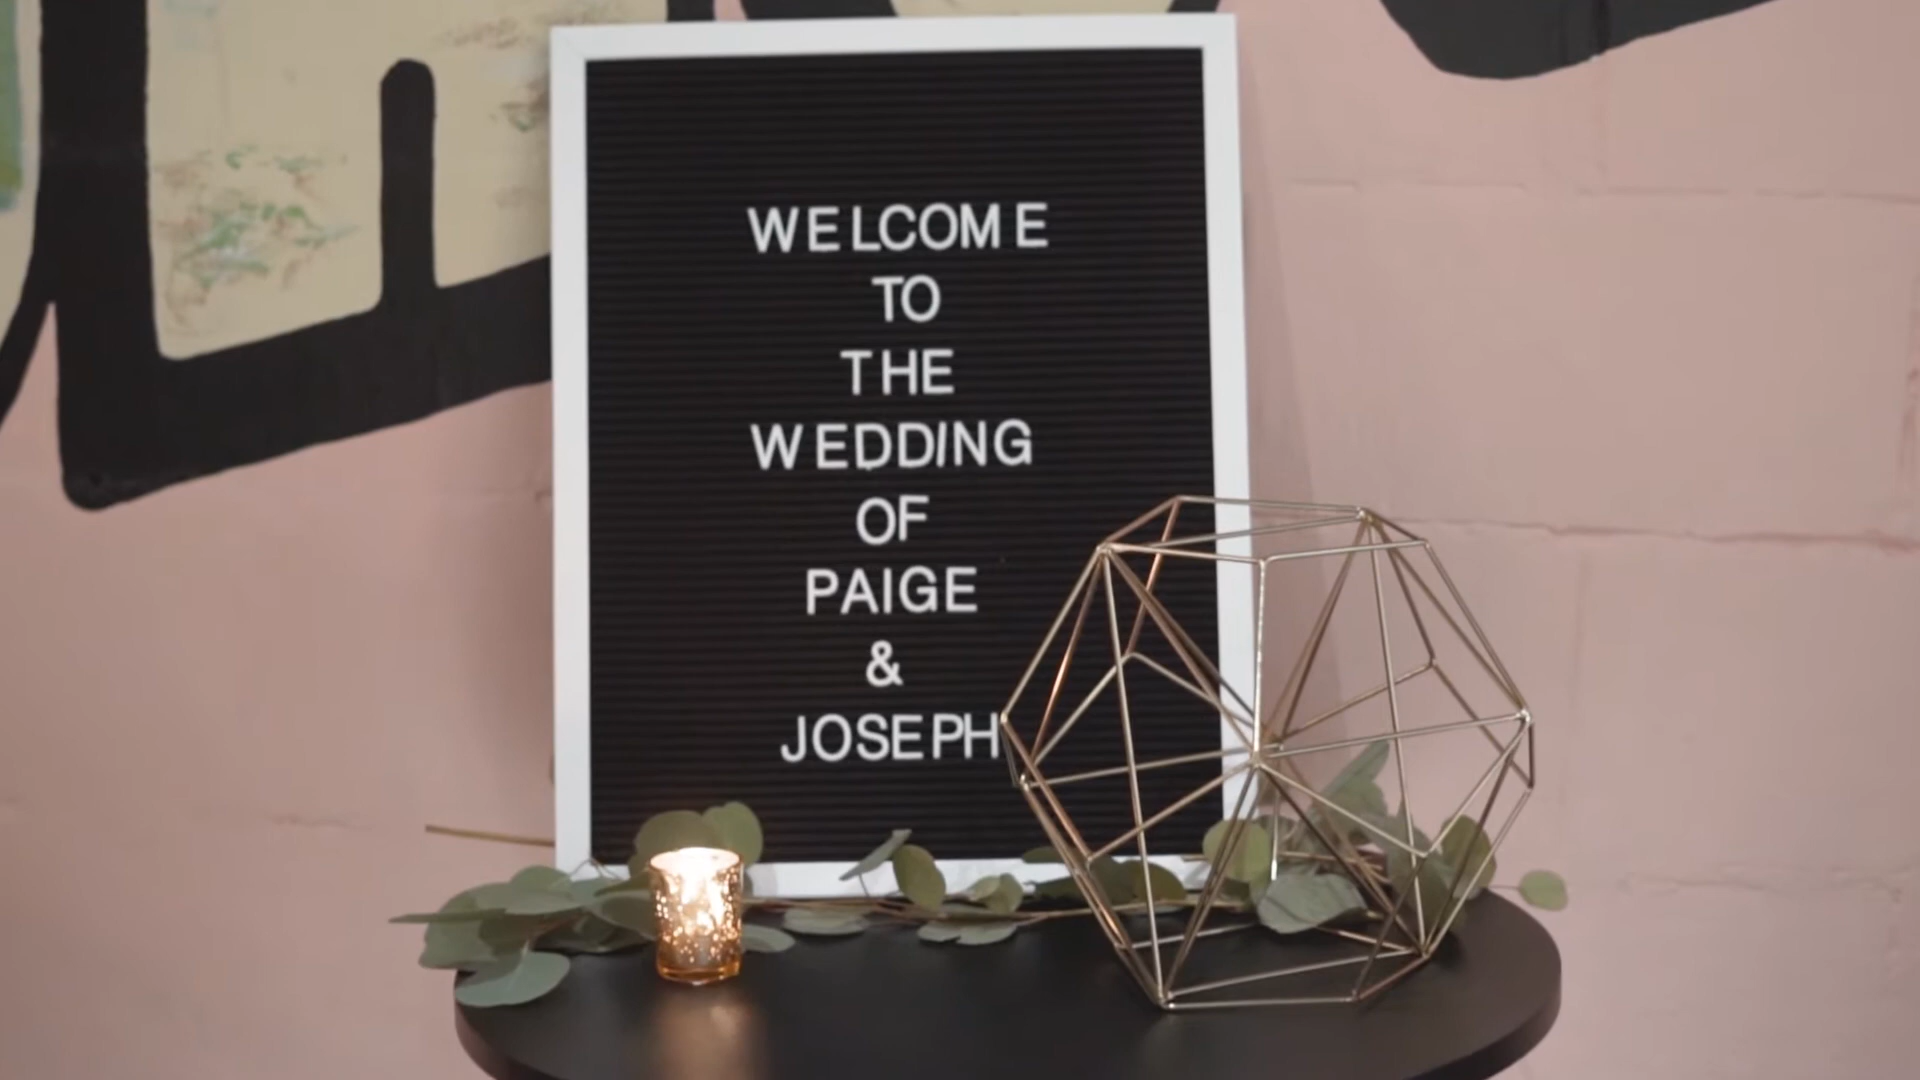 WELCOME
TO
THE
WEDDING
OF
PAIGE
&
JOSEPH